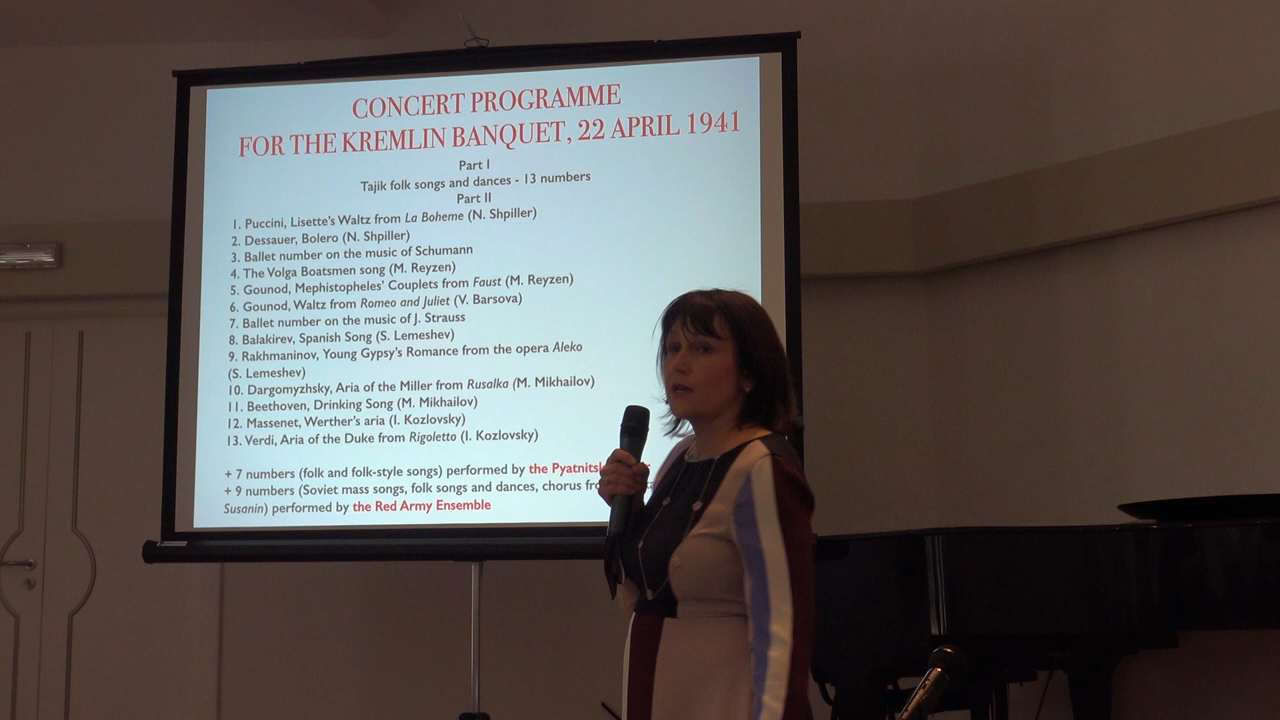 CONCERT PROGRAMME
FOR THE KREMLIN BANQUET, 22 APRIL 1941
Part I
Tajik folk songs and dances - 13 numbers
Part II
1. Puccini, Lisette's Waltz from La Boheme (N. Shpiller)
2. Dessauer, Bolero (N. Shpiller)
3. Ballet number on the music of Schumann
4. The Volga Boatsmen song (M. Reyzen)
5. Gounod, Mephistopheles' Couplets from Faust (M. Reyzen)
6. Gounod, Waltz from Romeo and Juliet (V. Barsova)
7. Ballet number on the music of J. Strauss
8. Balakirev, Spanish Song (S. Lemeshev)
9. Rakhmaninov, Young Gypsy's Romance from the opera Aleko
(S. Lemeshev)
10. Dargomyzhsky, Aria of the Miller from Rusalka (M. Mikhailov)
11. Beethoven, Drinking Song (M. Mikhailov)
12. Massenet, Werther's aria (I. Kozlovsky)
13. Verdi, Aria of the Duke from Rigoletto (I. Kozlovsky)
+ 7 numbers (folk and folk-style songs) performed by the
+ 9 numbers (Soviet mass songs, folk songs and dances, chorus
Susanin) performed by the Red Army Ensemble